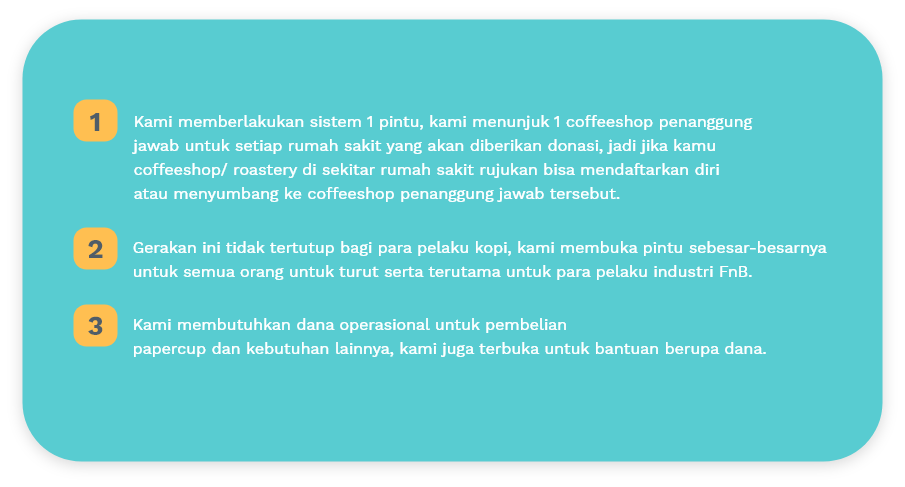 1
Kami memberlakukan sistem 1 pintu, kami menunjuk 1 coffeeshop penanggung
jawab untuk setiap rumah sakit yang akan diberikan donasi, jadi jika kamu
coffeeshop/ roastery di sekitar rumah sakit rujukan bisa mendaftarkan diri
atau menyumbang ke coffeeshop penanggung jawab tersebut.
2
Gerakan ini tidak tertutup bagi para pelaku kopi, kami membuka pintu sebesar-besarnya
untuk semua orang untuk turut serta terutama untuk para pelaku industri FnB.
3
Kami membutuhkan dana operasional untuk pembelian
papercup dan kebutuhan lainnya, kami juga terbuka untuk bantuan berupa dana.